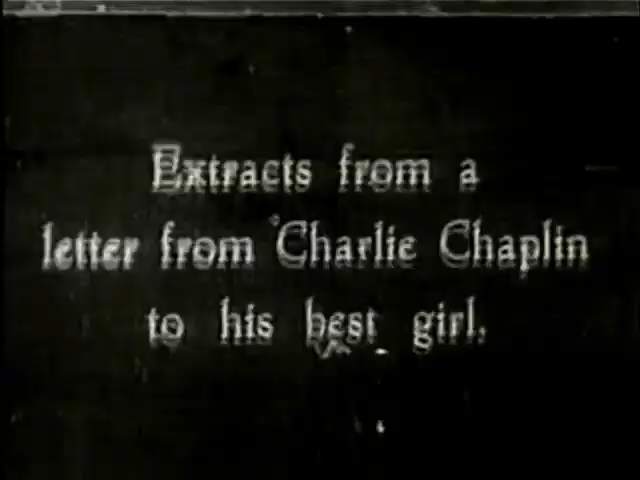 Extracts from a
letter from Charlie Chaplin
to his best girl.